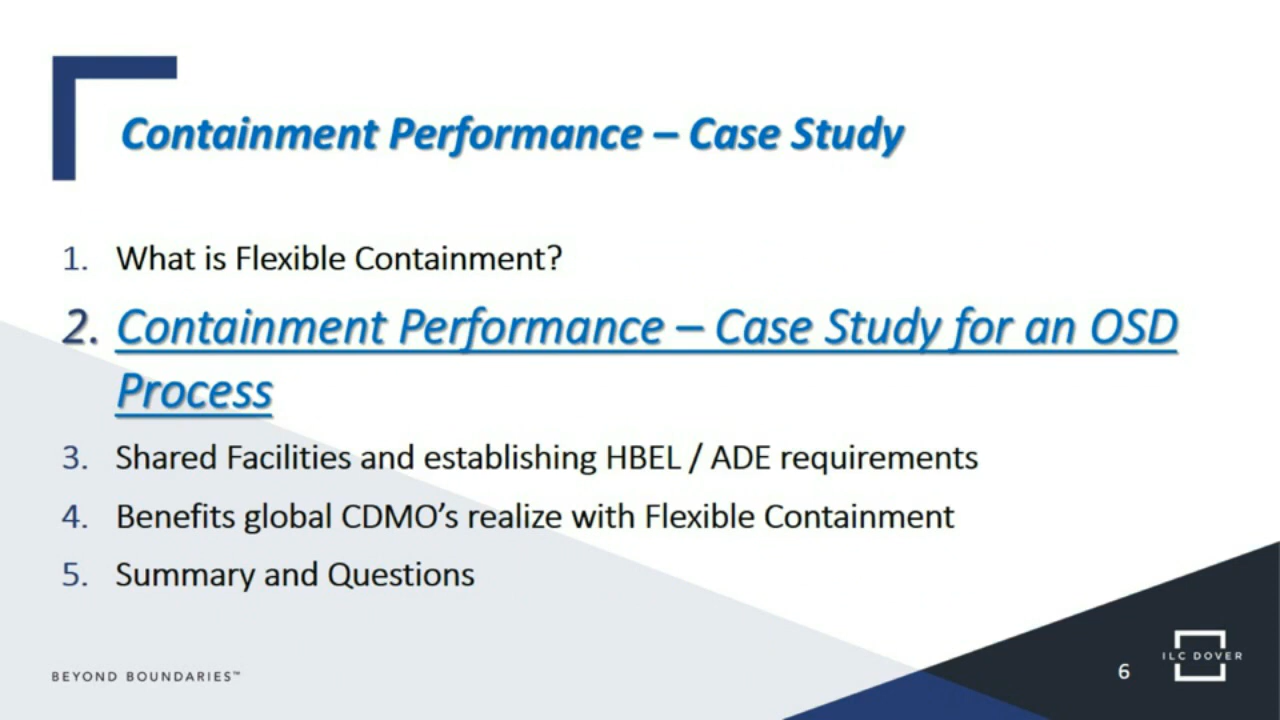 Containment Performance – Case Study
1. What is Flexible Containment?
2. Containment Performance – Case Study for an OSD
Process
3. Shared Facilities and establishing HBEL / ADE requirements
4. Benefits global CDMO’s realize with Flexible Containment
5. Summary and Questions
BEYOND BOUNDARIES™
6
ILC DOVER